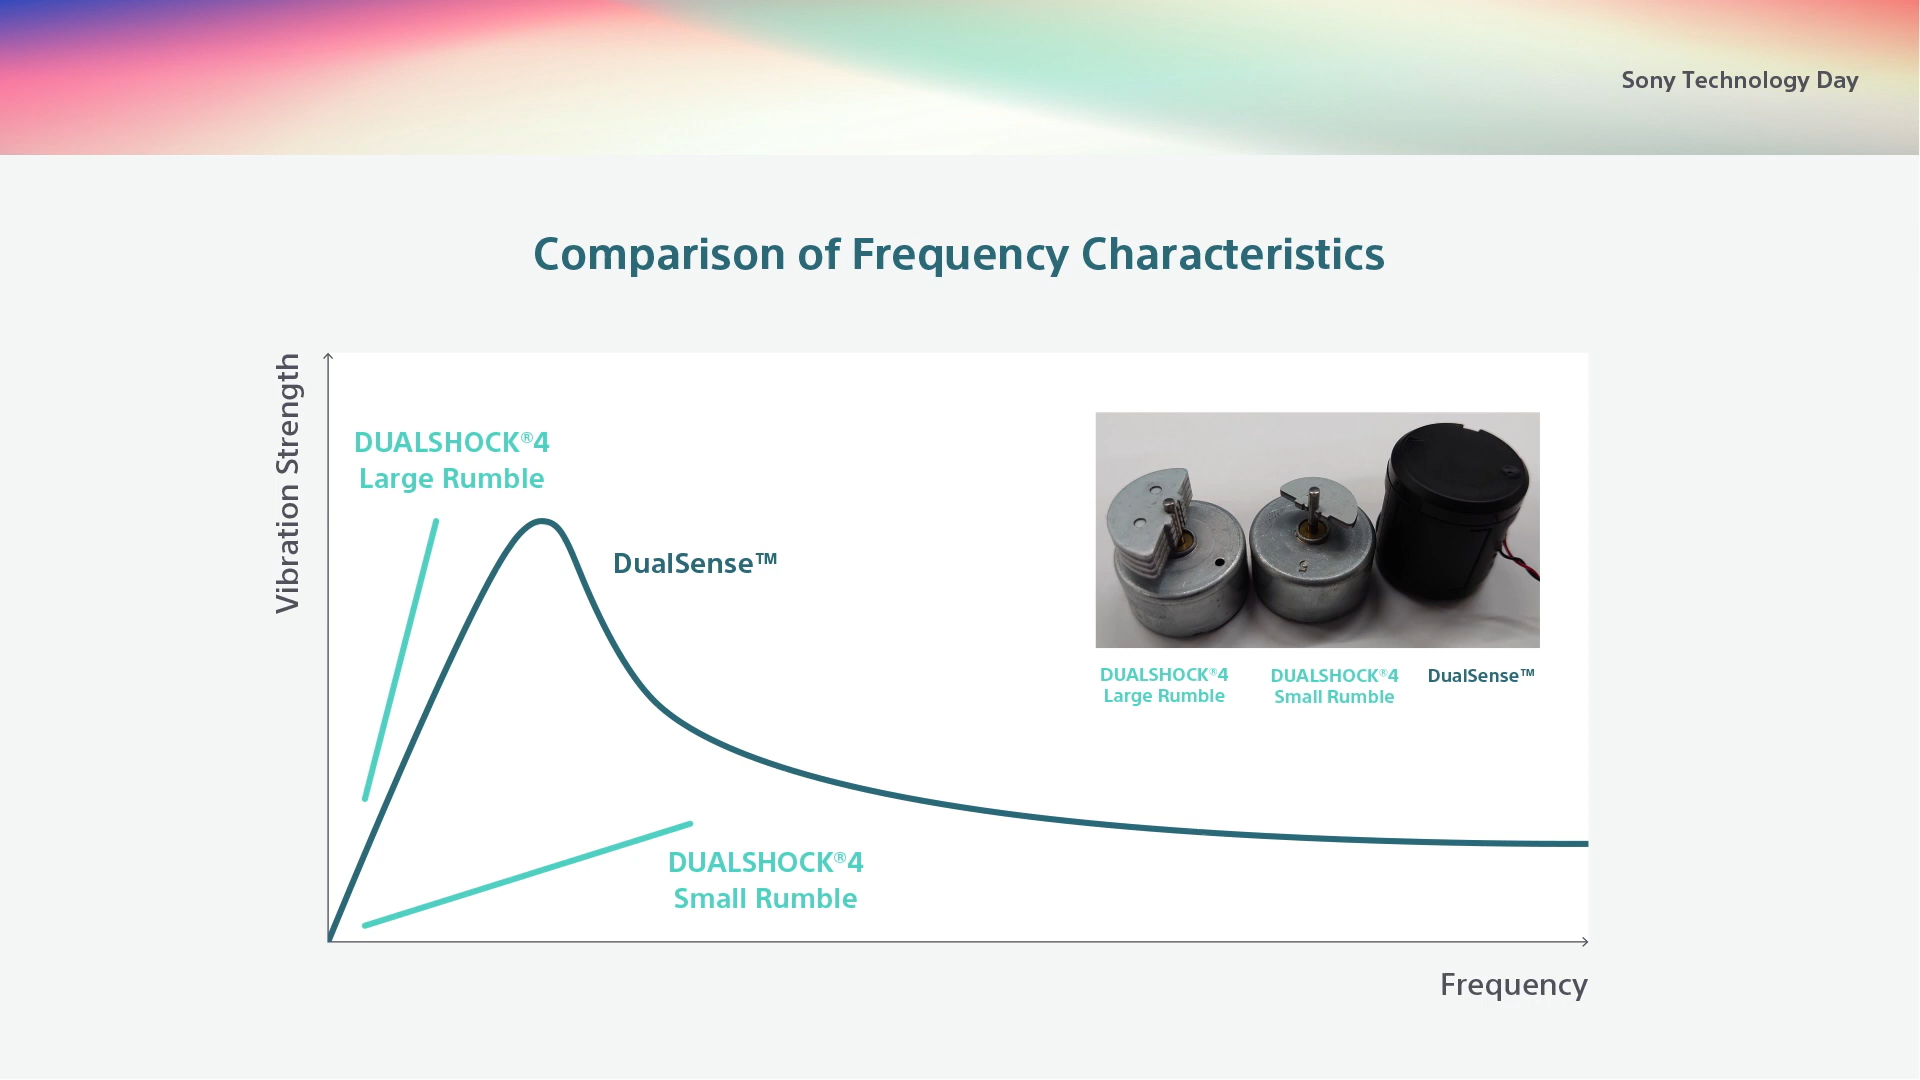 Sony Technology Day
Comparison of Frequency Characteristics
Vibration Strength
DUALSHOCK®4
Large Rumble
DualSense™
DUALSHOCK®4
Small Rumble
DUALSHOCK®4
Large Rumble
DUALSHOCK®4
Small Rumble
DualSense™
Frequency